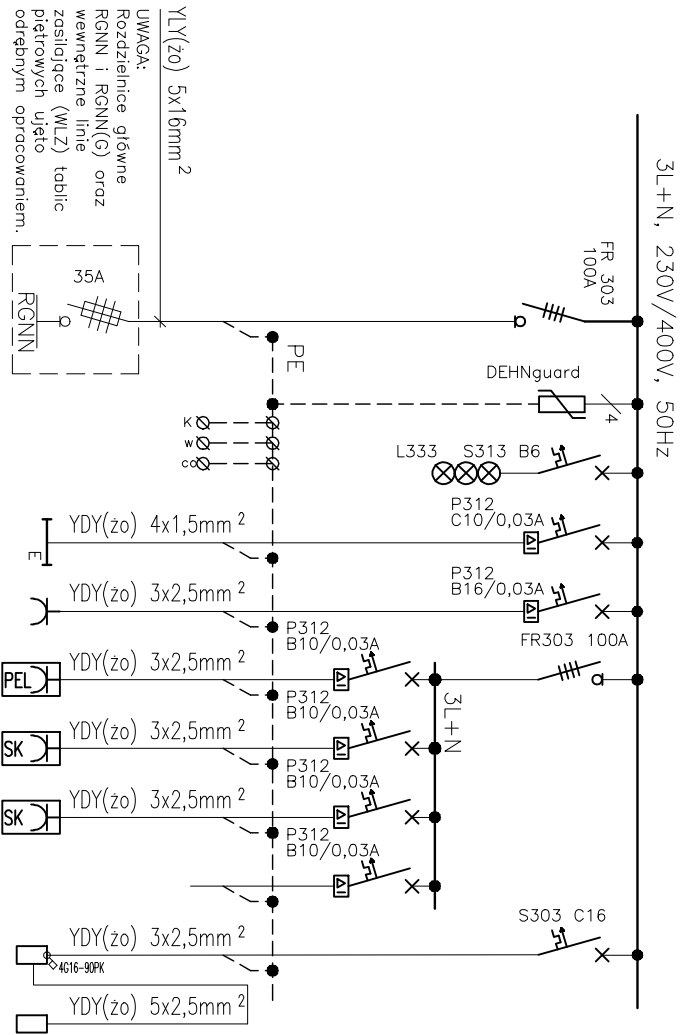 3L+N, 230V/400V, 50Hz
FR 303
100A
DEHNguard
4
L333 S313 B6
P312
C10/0,03A
P312
B16/0,03A
FR303 100A
3L+N
P312
B10/0,03A
P312
B10/0,03A
P312
B10/0,03A
P312
B10/0,03A
S303 C16
PE
K
w
co
YLY(żo) 5x16mm²
UWAGA:
Rozdzielnice główne
RGNN i RGNN(G) oraz
wewnętrzne linie
zasilające (WLZ) tablic
piętrowych ujęto
odrębnym opracowaniem.
35A
RGNN
YDY(żo) 4x1,5mm²
E
YDY(żo) 3x2,5mm²
YDY(żo) 3x2,5mm²
PEL
YDY(żo) 3x2,5mm²
SK
YDY(żo) 3x2,5mm²
SK
YDY(żo) 3x2,5mm²
4G16-90PK
YDY(żo) 5x2,5mm²